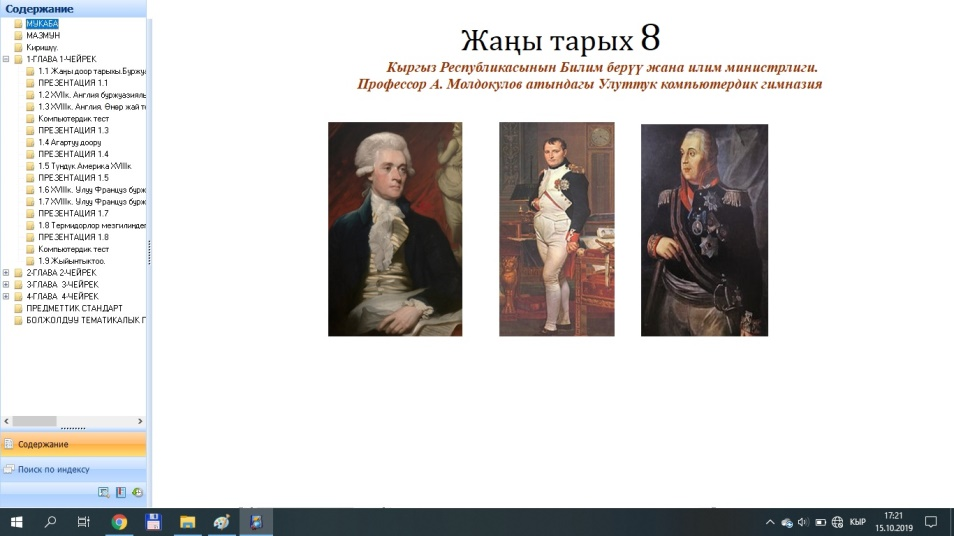 Содержание
МУКАБА
МАЗМУН
Киришүү.
1-ГЛАВА 1-ЧЕЙРЕК
1.1 Жаңы доор тарыхы.Буржуа
ПРЕЗЕНТАЦИЯ 1.1
1.2 XVIIк. Англия буржуазиялы
1.3 XVIIIк. Англия. Өнөр жай т
Компьютердик тест
ПРЕЗЕНТАЦИЯ 1.3
1.4 Агартуу доору
ПРЕЗЕНТАЦИЯ 1.4
1.5 Түндүк Америка XVIIIк
ПРЕЗЕНТАЦИЯ 1.5
1.6 XVIIIк. Улуу Француз бурж
1.7 XVIIIк. Улуу Француз бурж
ПРЕЗЕНТАЦИЯ 1.7
1.8 Термидорлор мезгилинде
ПРЕЗЕНТАЦИЯ 1.8
Компьютердик тест
1.9 Жыйынтыктоо.
2-ГЛАВА 2-ЧЕЙРЕК
3-ГЛАВА 3-ЧЕЙРЕК
4-ГЛАВА 4-ЧЕЙРЕК
ПРЕДМЕТТИК СТАНДАРТ
БОЛЖОЛДУУ ТЕМАТИКАЛЫК П
Содержание
Поиск по индексу
Жаңы тарых 8
Кыргыз Республикасынын Билим берүү жана илим министрлиги.
Профессор А. Молдокулов атындагы Улуттук компьютердик гимназия
КЫР
17:21
15.10.2019